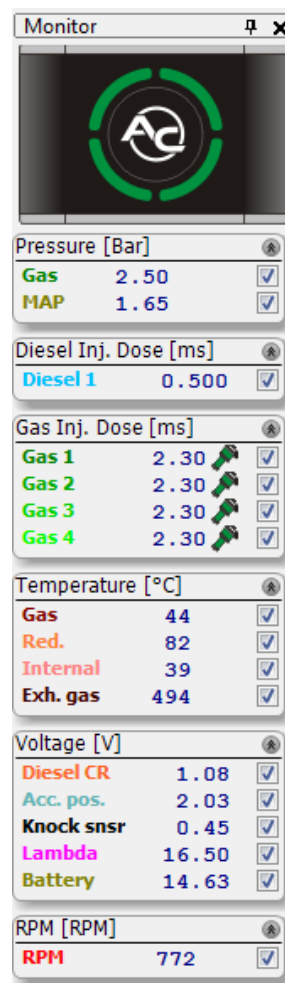 Monitor
AC
Pressure [Bar]
Gas 2.50
MAP 1.65
Diesel Inj. Dose [ms]
Diesel 1 0.500
Gas Inj. Dose [ms]
Gas 1 2.30
Gas 2 2.30
Gas 3 2.30
Gas 4 2.30
Temperature [°C]
Gas 44
Red. 82
Internal 39
Exh. gas 494
Voltage [V]
Diesel CR 1.08
Acc. pos. 2.03
Knock snsr 0.45
Lambda 16.50
Battery 14.63
RPM [RPM]
RPM 772